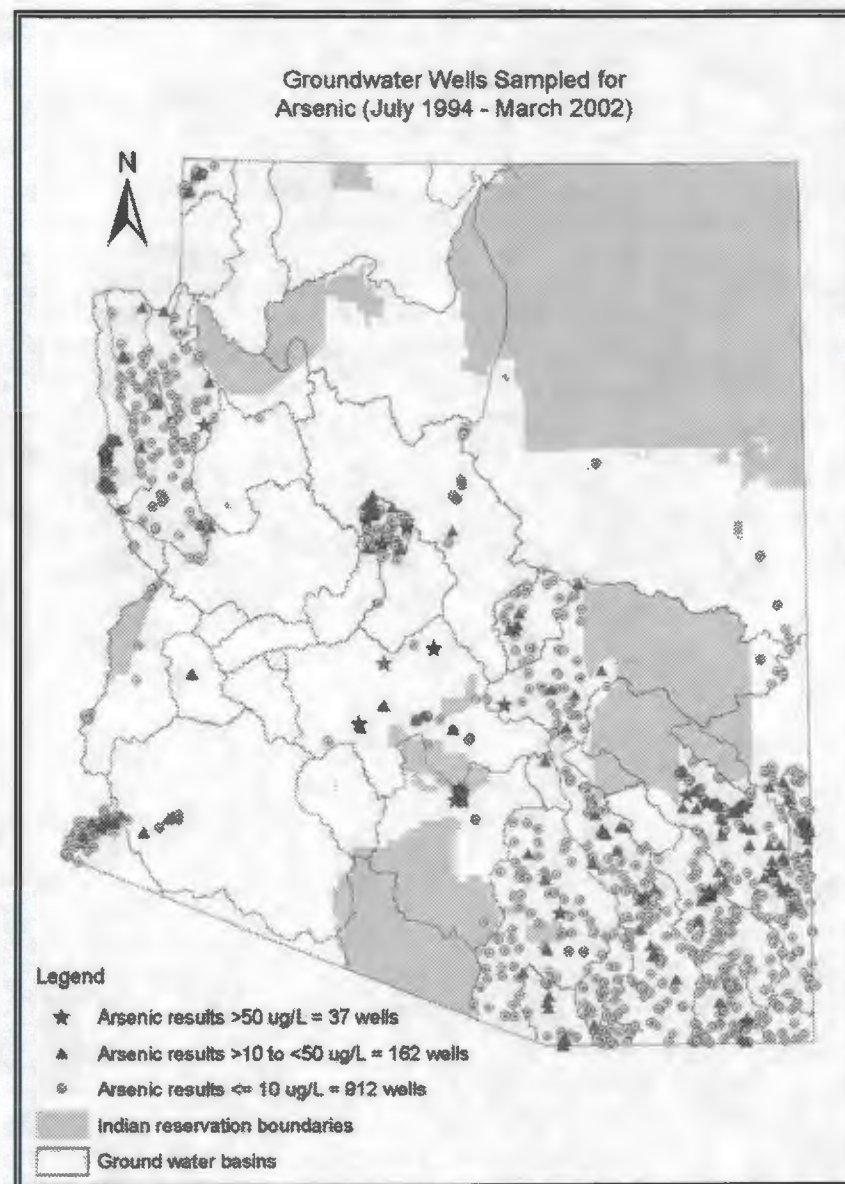 Groundwater Wells Sampled for
Arsenic (July 1994 - March 2002)
N
Legend
Arsenic results >50 ug/L = 37 wells
Arsenic results >10 to <50 ug/L = 162 wells
Arsenic results <= 10 ug/L = 912 wells
Indian reservation boundaries
Ground water basins